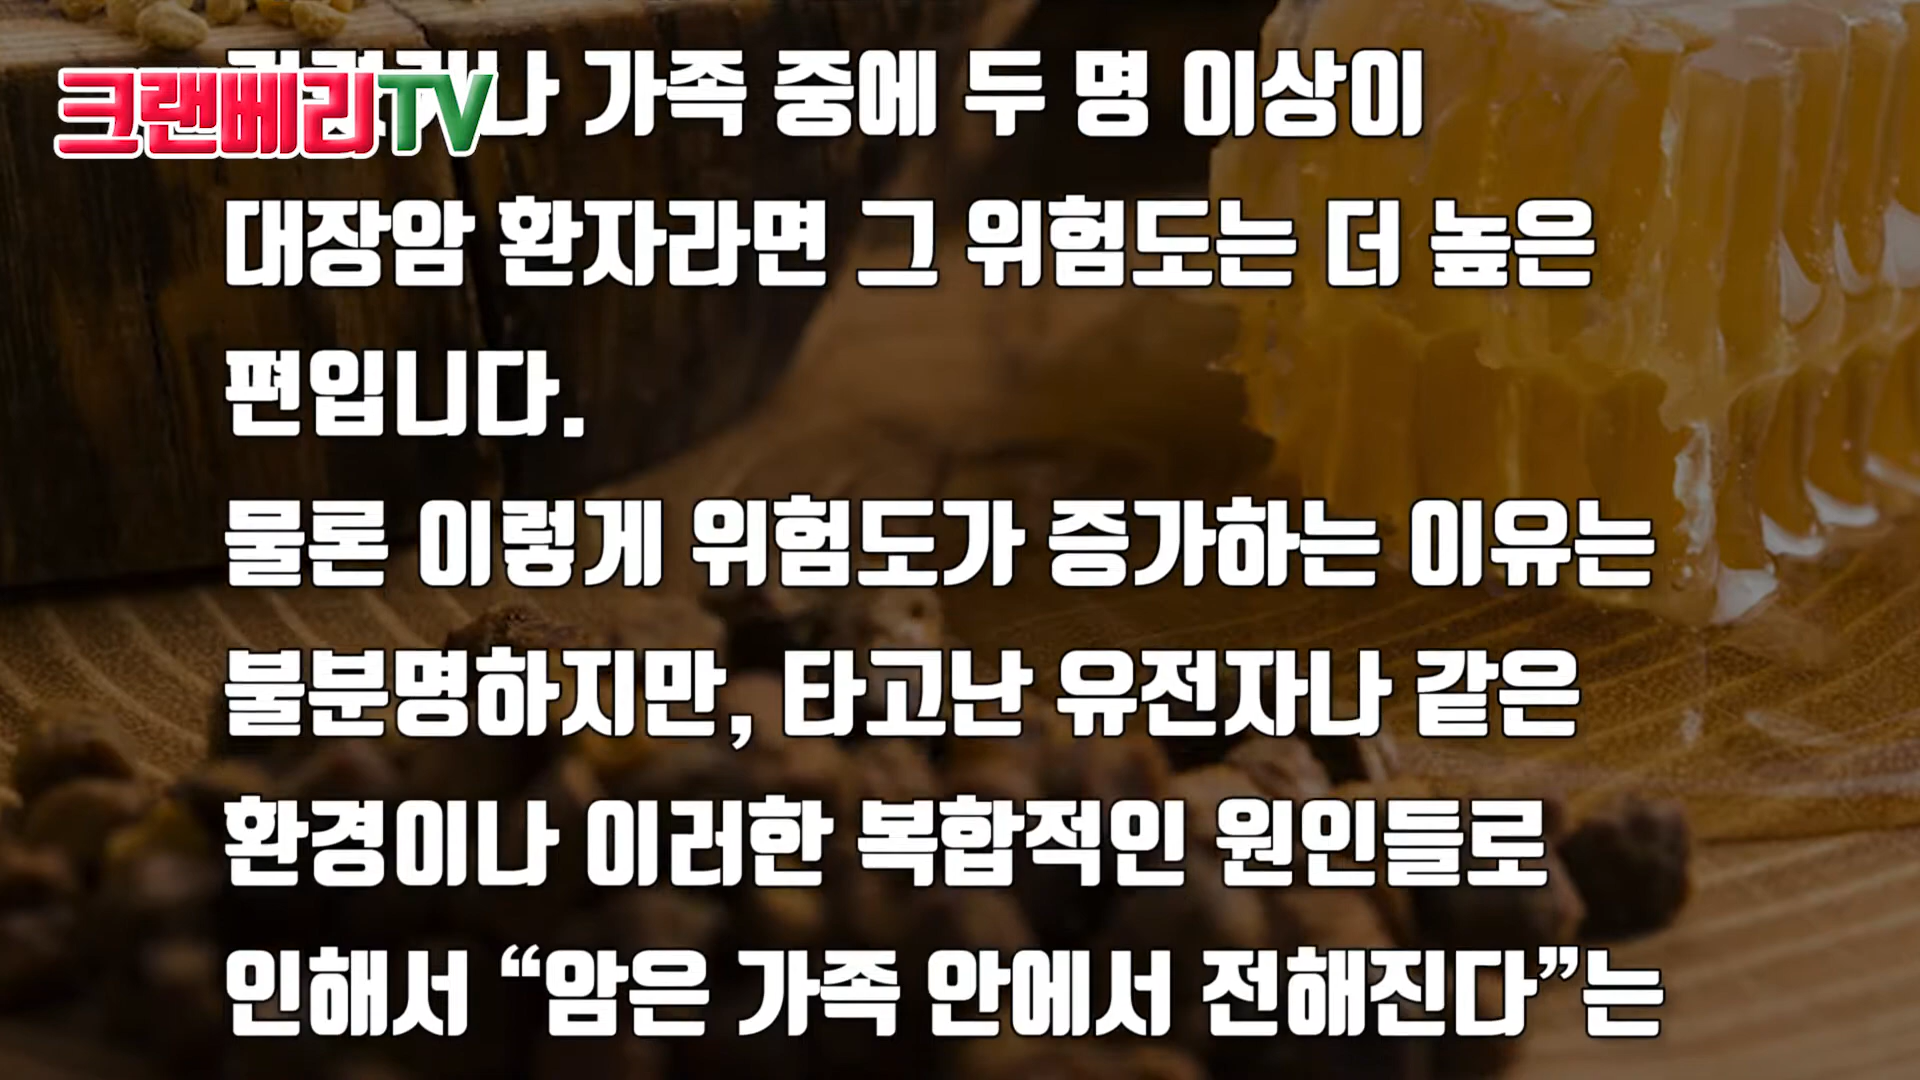 크랜베리TV
가족 중에 두 명 이상이
대장암 환자라면 그 위험도는 더 높은
편입니다.
물론 이렇게 위험도가 증가하는 이유는
불분명하지만, 타고난 유전자나 같은
환경이나 이러한 복합적인 원인들로
인해서 “암은 가족 안에서 전해진다”는